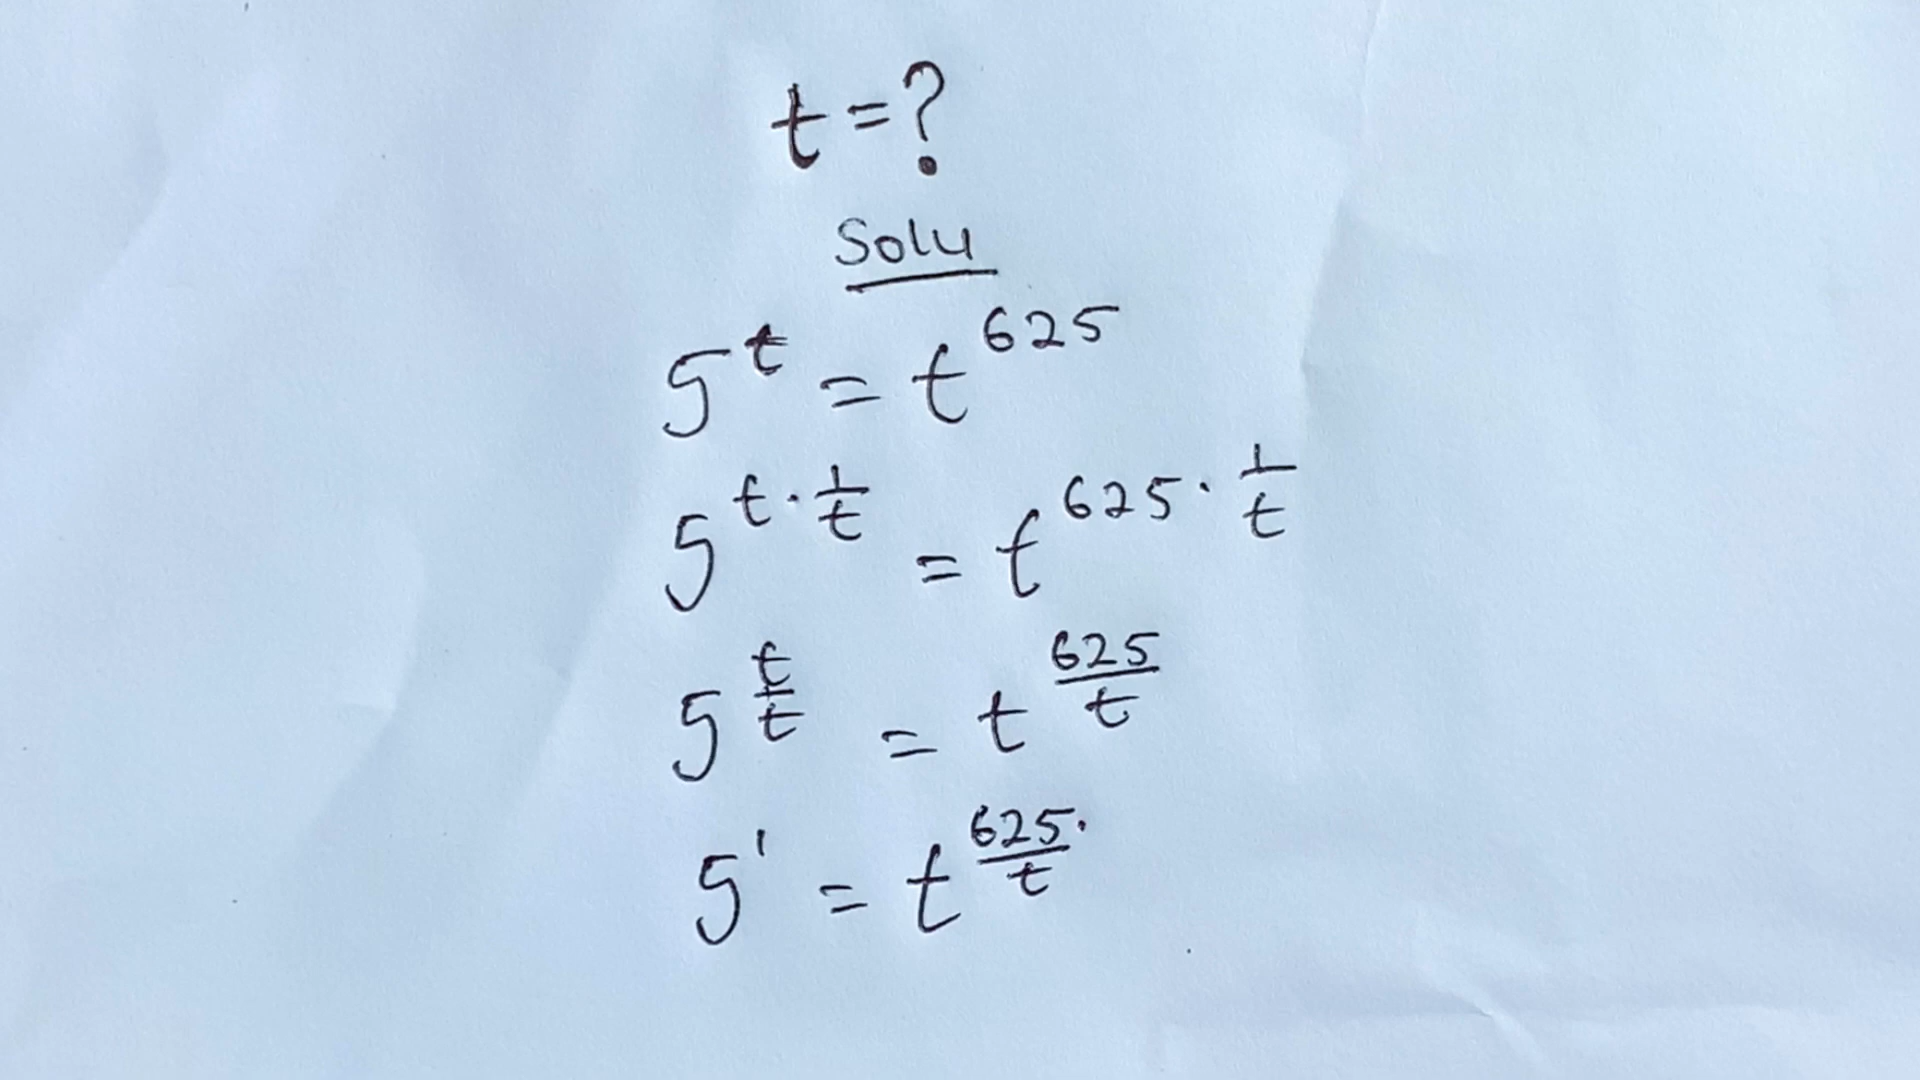 t = ?
Solu
5^t = t^625
5^(t · 1/t) = t^(625 · 1/t)
5^(t/t) = t^(625/t)
5^1 = t^(625/t).